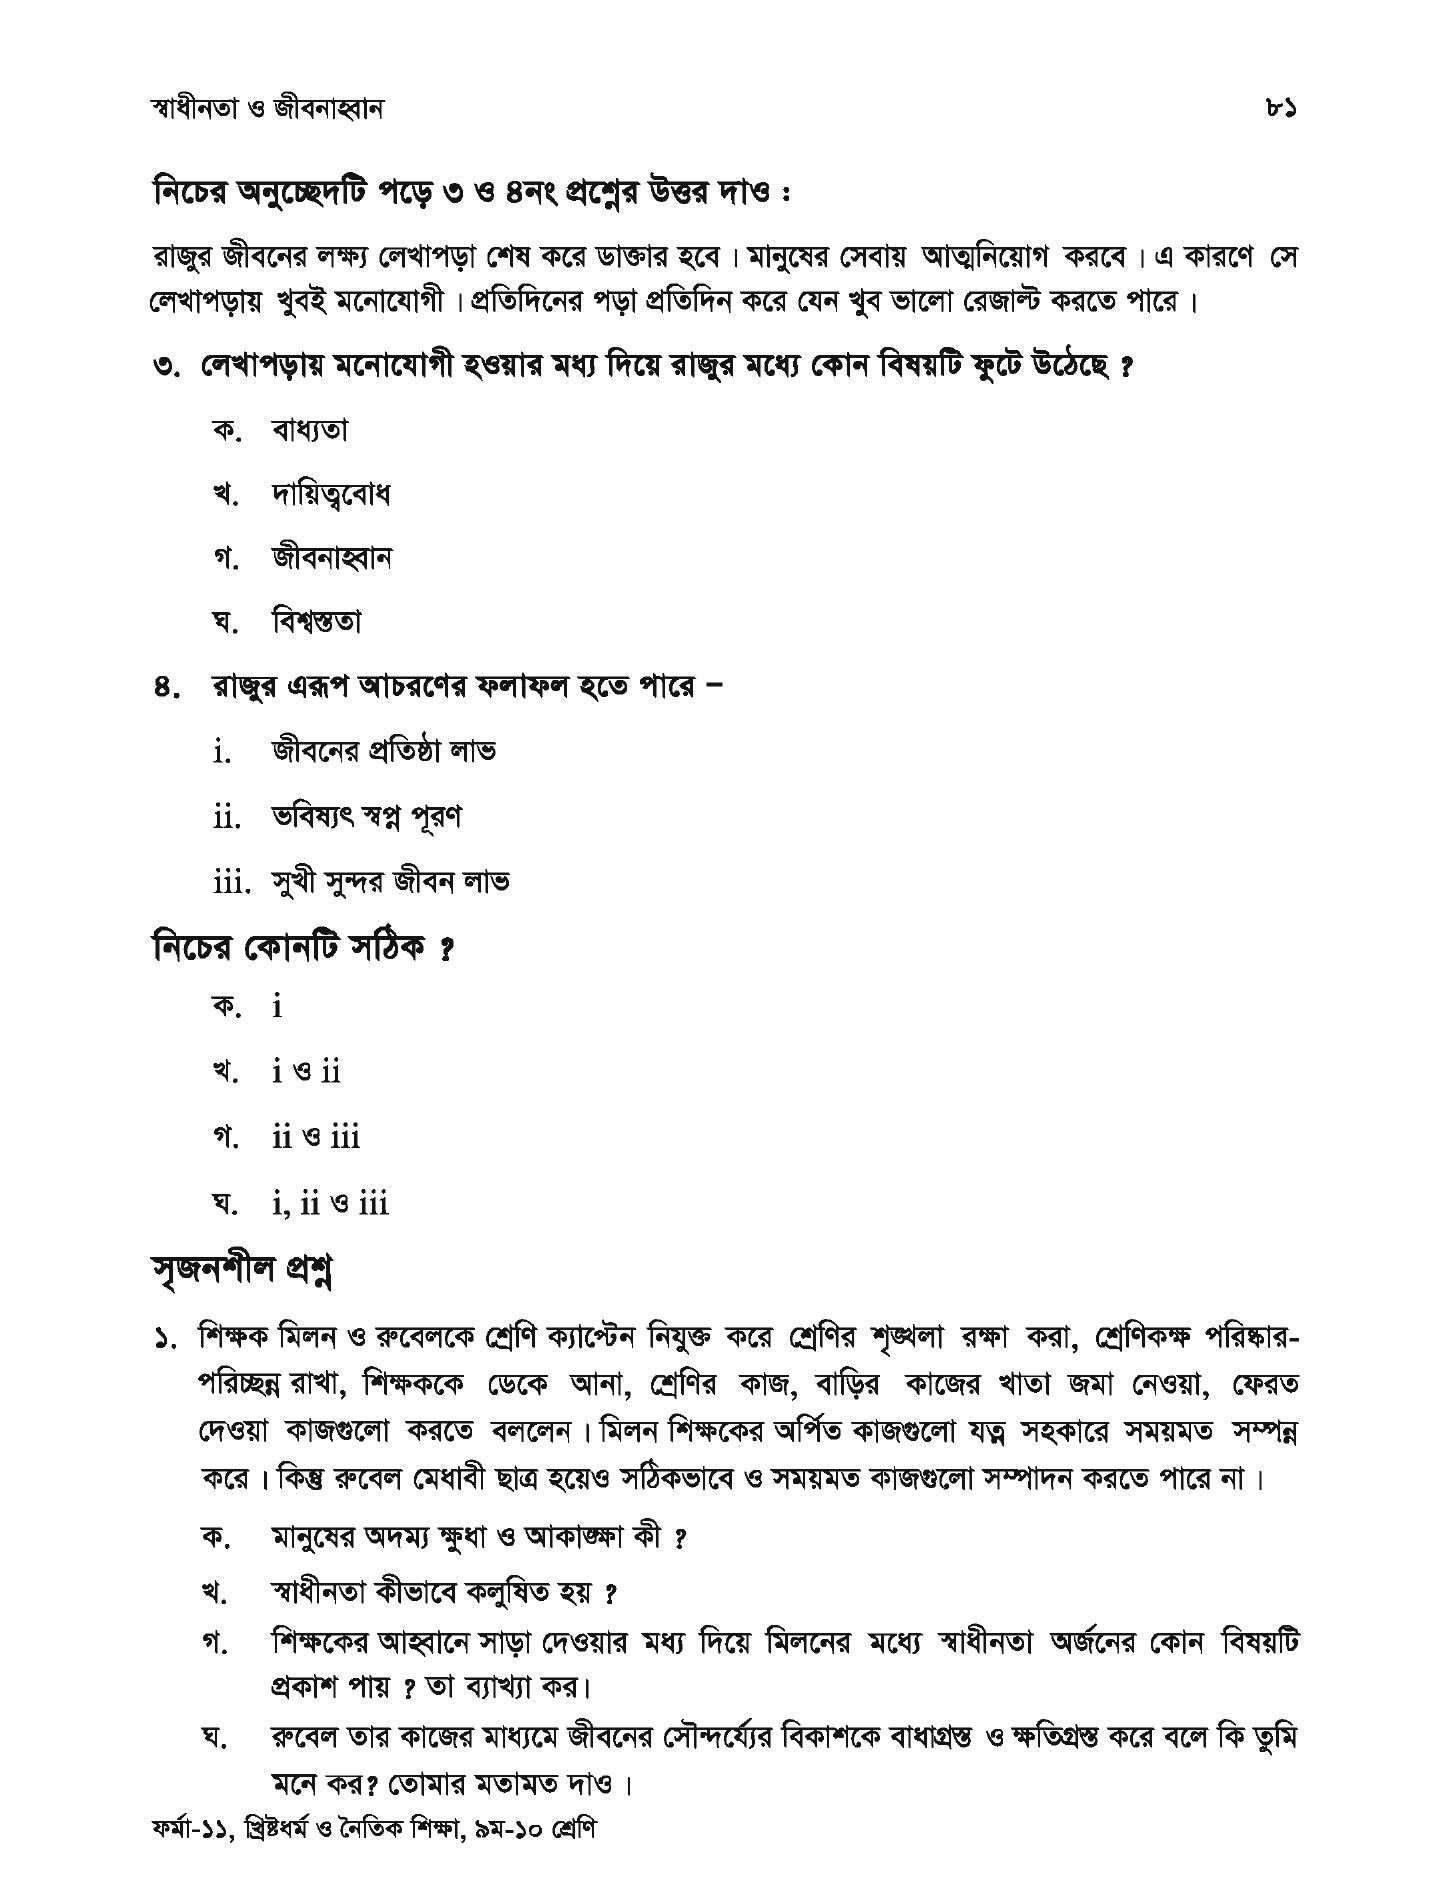 স্বাধীনতা ও জীবনাহ্বান ৮১
নিচের অনুচ্ছেদটি পড়ে ৩ ও ৪নং প্রশ্নের উত্তর দাও :
রাজুর জীবনের লক্ষ্য লেখাপড়া শেষ করে ডাক্তার হবে । মানুষের সেবায় আত্মনিয়োগ করবে । এ কারণে সে
লেখাপড়ায় খুবই মনোযোগী । প্রতিদিনের পড়া প্রতিদিন করে যেন খুব ভালো রেজাল্ট করতে পারে ।
৩. লেখাপড়ায় মনোযোগী হওয়ার মধ্য দিয়ে রাজুর মধ্যে কোন বিষয়টি ফুটে উঠেছে ?
ক. বাধ্যতা
খ. দায়িত্ববোধ
গ. জীবনাহ্বান
ঘ. বিশ্বস্ততা
৪. রাজুর এরূপ আচরণের ফলাফল হতে পারে –
i. জীবনের প্রতিষ্ঠা লাভ
ii. ভবিষ্যৎ স্বপ্ন পূরণ
iii. সুখী সুন্দর জীবন লাভ
নিচের কোনটি সঠিক ?
ক. i
খ. i ও ii
গ. ii ও iii
ঘ. i, ii ও iii
সৃজনশীল প্রশ্ন
১. শিক্ষক মিলন ও রুবেলকে শ্রেণি ক্যাপ্টেন নিযুক্ত করে শ্রেণির শৃঙ্খলা রক্ষা করা, শ্রেণিকক্ষ পরিষ্কার-
পরিচ্ছন্ন রাখা, শিক্ষককে ডেকে আনা, শ্রেণির কাজ, বাড়ির কাজের খাতা জমা নেওয়া, ফেরত
দেওয়া কাজগুলো করতে বললেন । মিলন শিক্ষকের অর্পিত কাজগুলো যত্ন সহকারে সময়মত সম্পন্ন
করে । কিন্তু রুবেল মেধাবী ছাত্র হয়েও সঠিকভাবে ও সময়মত কাজগুলো সম্পাদন করতে পারে না ।
ক. মানুষের অদম্য ক্ষুধা ও আকাঙ্ক্ষা কী ?
খ. স্বাধীনতা কীভাবে কলুষিত হয় ?
গ. শিক্ষকের আহ্বানে সাড়া দেওয়ার মধ্য দিয়ে মিলনের মধ্যে স্বাধীনতা অর্জনের কোন বিষয়টি
প্রকাশ পায় ? তা ব্যাখ্যা কর।
ঘ. রুবেল তার কাজের মাধ্যমে জীবনের সৌন্দর্য্যের বিকাশকে বাধাগ্রস্ত ও ক্ষতিগ্রস্ত করে বলে কি তুমি
মনে কর? তোমার মতামত দাও ।
ফর্মা-১১, খ্রিষ্টধর্ম ও নৈতিক শিক্ষা, ৯ম-১০ শ্রেণি